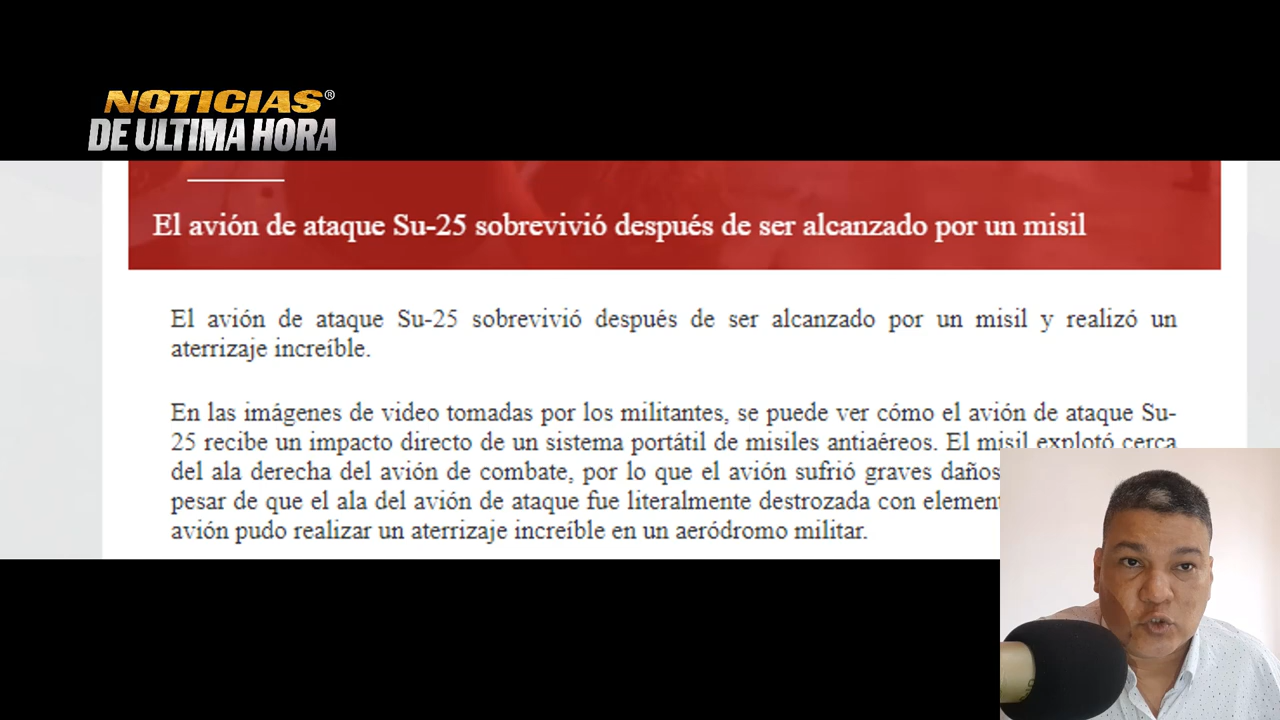 NOTICIAS®
DE ULTIMA HORA
El avión de ataque Su-25 sobrevivió después de ser alcanzado por un misil
El avión de ataque Su-25 sobrevivió después de ser alcanzado por un misil y realizó un
aterrizaje increíble.
En las imágenes de video tomadas por los militantes, se puede ver cómo el avión de ataque Su-
25 recibe un impacto directo de un sistema portátil de misiles antiaéreos. El misil explotó cerca
del ala derecha del avión de combate, por lo que el avión sufrió graves daños
pesar de que el ala del avión de ataque fue literalmente destrozada con
avión pudo realizar un aterrizaje increíble en un aeródromo militar.